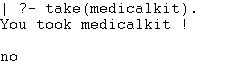 | ?- take(medicalkit).
You took medicalkit !
no